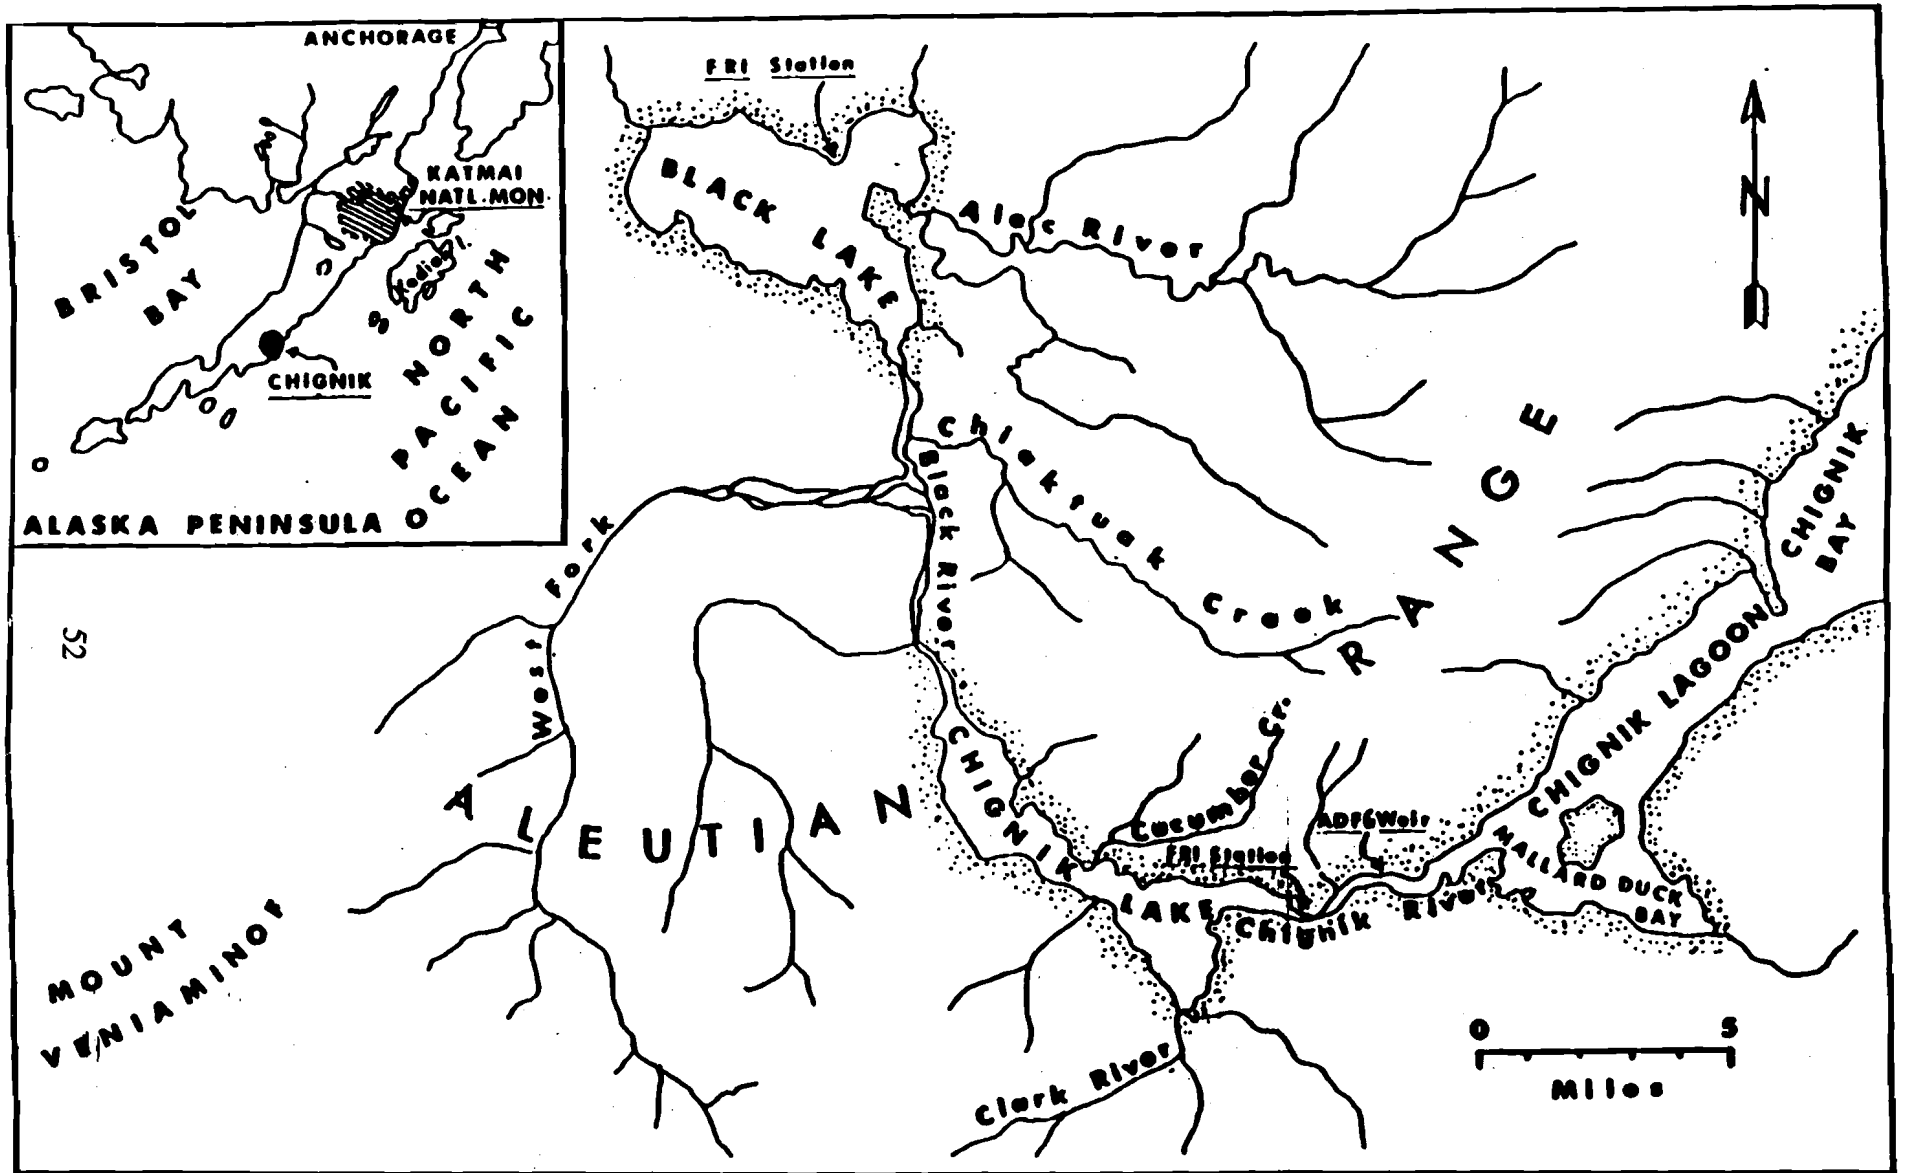 ANCHORAGE
KATMAI
NATL. MON.
BRISTOL
BAY
Kodiak I.
NORTH
PACIFIC
OCEAN
CHIGNIK
ALASKA PENINSULA
FRI Station
BLACK LAKE
Alec River
N
Chiaktuak
Creek
Black River
West Fork
52
ALEUTIAN
RANGE
CHIGNIK
BAY
CHIGNIK LAGOON
MALLARD DUCK
BAY
CHIGNIK
LAKE
Cucumber Cr.
FRI Station
ADF&G Weir
Chignik River
Clark River
MOUNT
VENIAMINOF
0 5
Miles